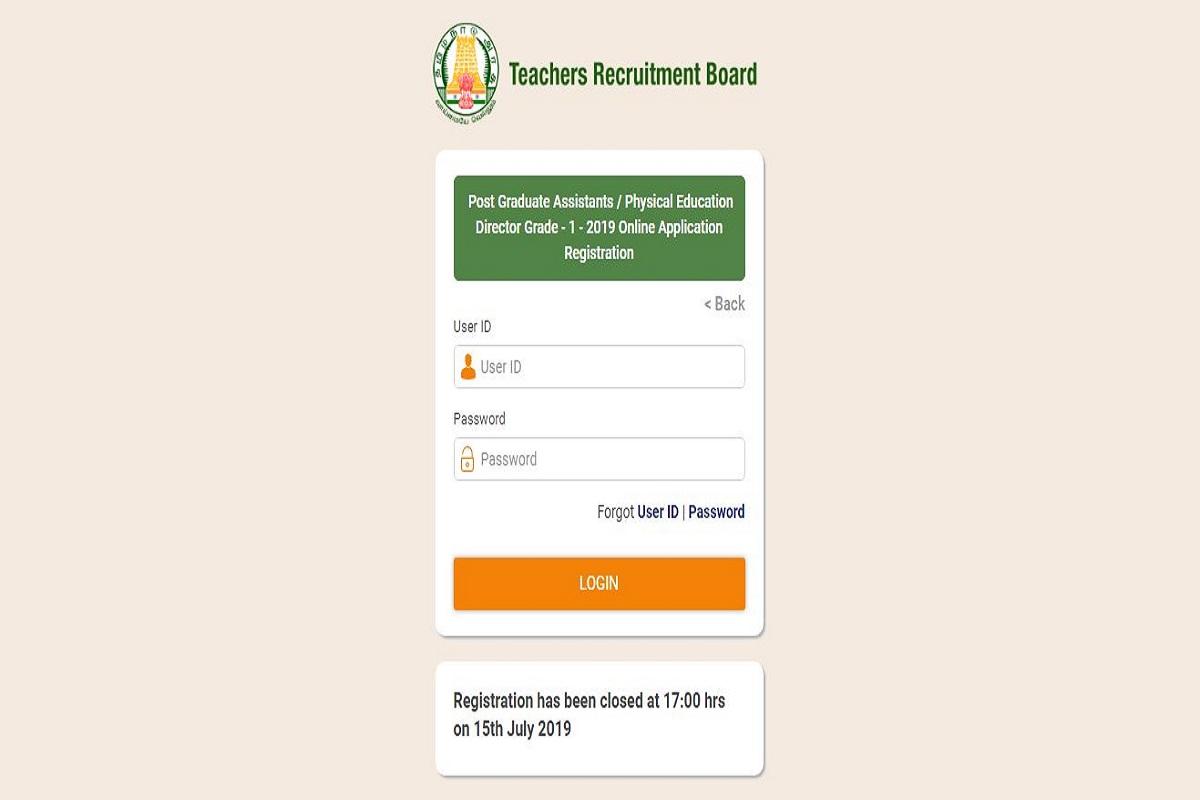 தமிழ்நாடு அரசு
வாய்மையே வெல்லும்
Teachers Recruitment Board
Post Graduate Assistants / Physical Education
Director Grade - 1 - 2019 Online Application
Registration
< Back
User ID
User ID
Password
Password
Forgot User ID | Password
LOGIN
Registration has been closed at 17:00 hrs
on 15th July 2019